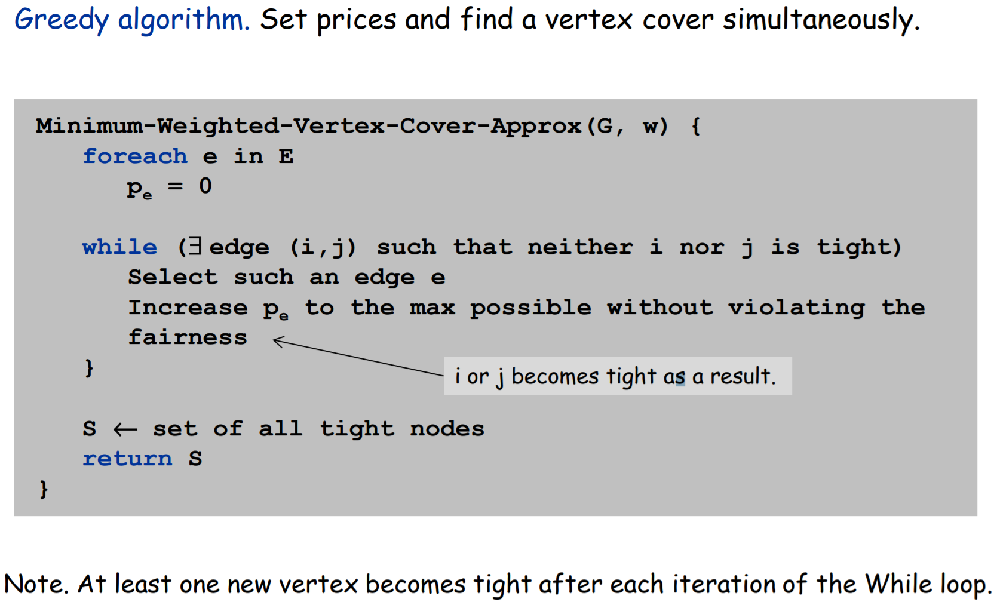 Greedy algorithm. Set prices and find a vertex cover simultaneously.
Minimum-Weighted-Vertex-Cover-Approx(G, w) {
foreach e in E
pₑ = 0
while (∃ edge (i,j) such that neither i nor j is tight)
Select such an edge e
Increase pₑ to the max possible without violating the
fairness
}
i or j becomes tight as a result.
S ← set of all tight nodes
return S
}
Note. At least one new vertex becomes tight after each iteration of the While loop.